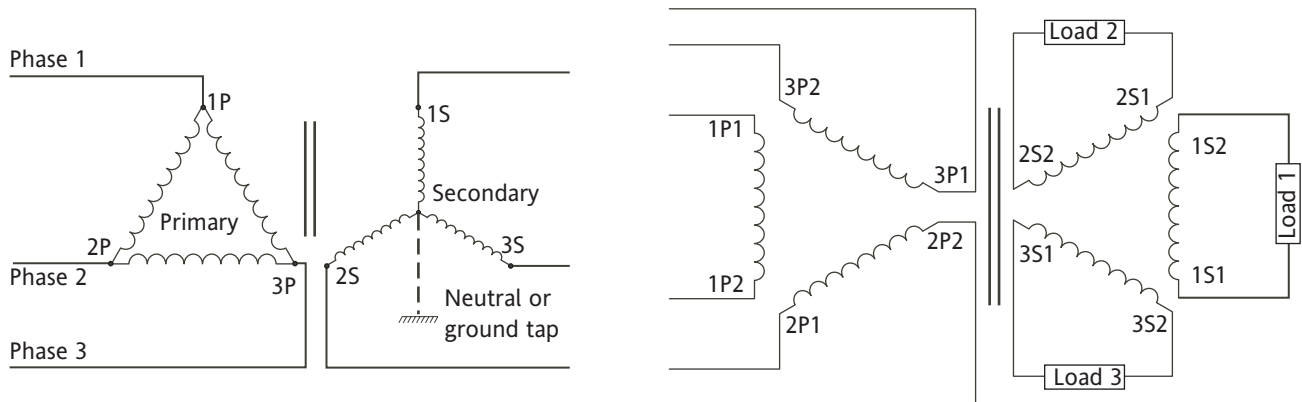 Phase 1
1P
1S
Secondary
Primary
2P
3P
2S
3S
Phase 2
Neutral or
ground tap
Phase 3
3P2
1P1
3P1
2P2
1P2
2P1
Load 2
2S1
2S2
1S2
Load 1
3S1
1S1
3S2
Load 3